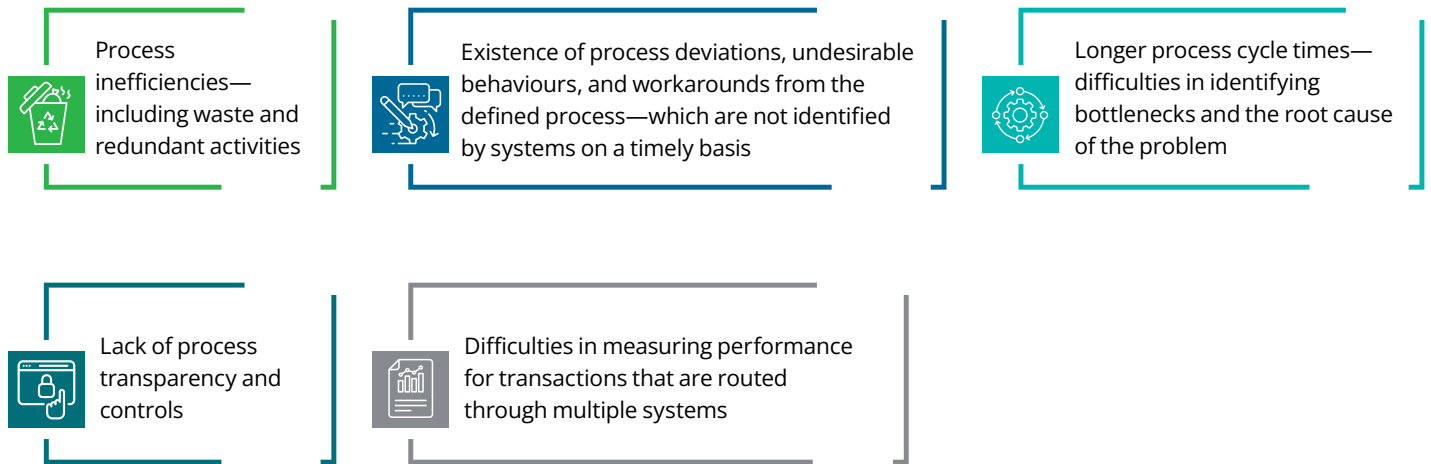 Process
inefficiencies—
including waste and
redundant activities
Existence of process deviations, undesirable
behaviours, and workarounds from the
defined process—which are not identified
by systems on a timely basis
Longer process cycle times—
difficulties in identifying
bottlenecks and the root cause
of the problem
Lack of process
transparency and
controls
Difficulties in measuring performance
for transactions that are routed
through multiple systems